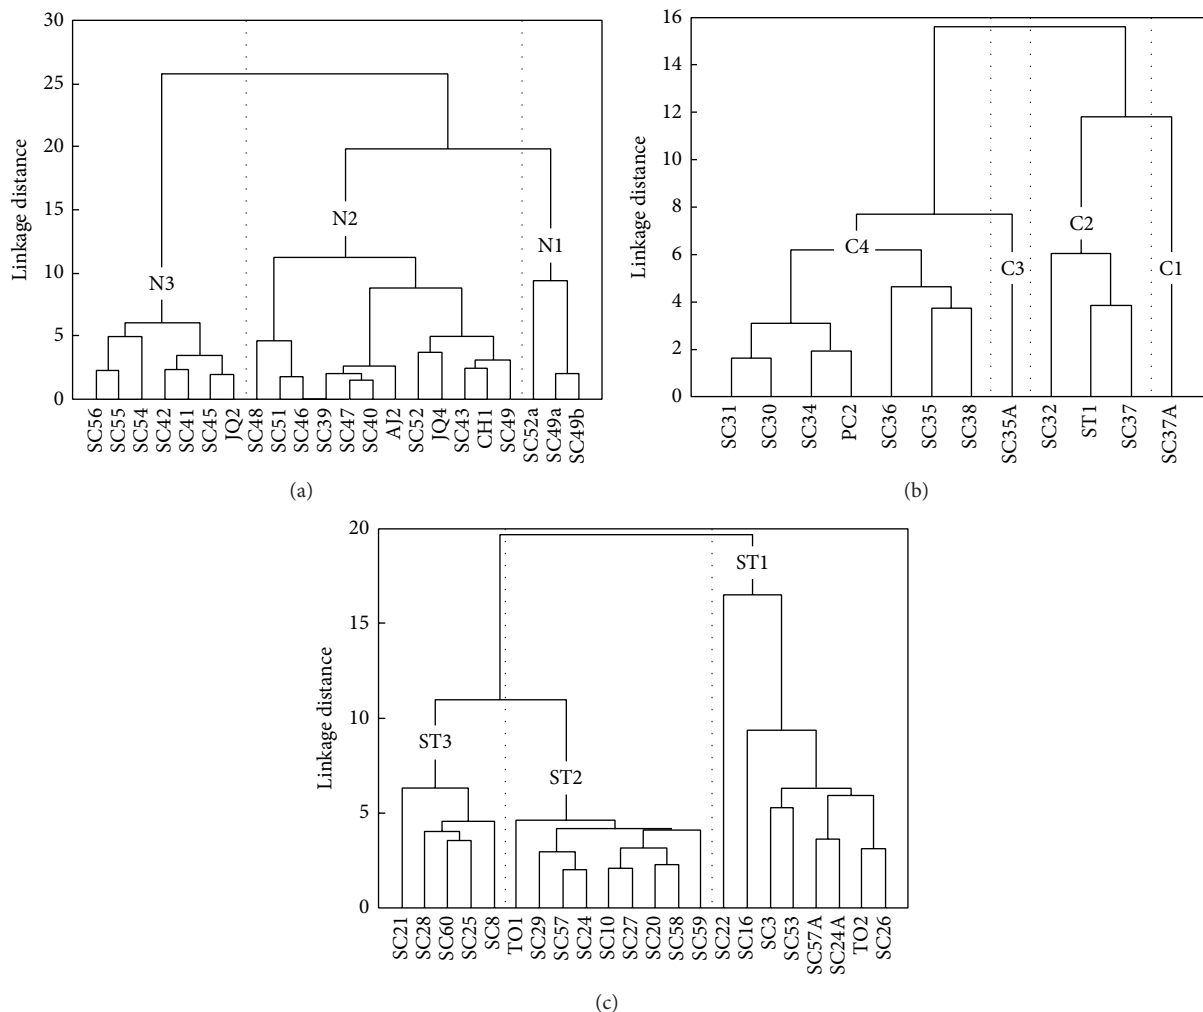 30
25
20
15
10
5
0
Linkage distance
N3
N2
N1
SC56
SC55
SC54
SC42
SC41
SC45
JQ2
SC48
SC51
SC46
SC39
SC47
SC40
AJ2
SC52
JQ4
SC43
CH1
SC49
SC52a
SC49a
SC49b
(a)
16
14
12
10
8
6
4
2
0
Linkage distance
C4
C3
C2
C1
SC31
SC30
SC34
PC2
SC36
SC35
SC38
SC35A
SC32
ST1
SC37
SC37A
(b)
20
15
10
5
0
Linkage distance
ST3
ST2
ST1
SC21
SC28
SC60
SC25
SC8
TO1
SC29
SC57
SC24
SC10
SC27
SC20
SC58
SC59
SC22
SC16
SC3
SC53
SC57A
SC24A
TO2
SC26
(c)